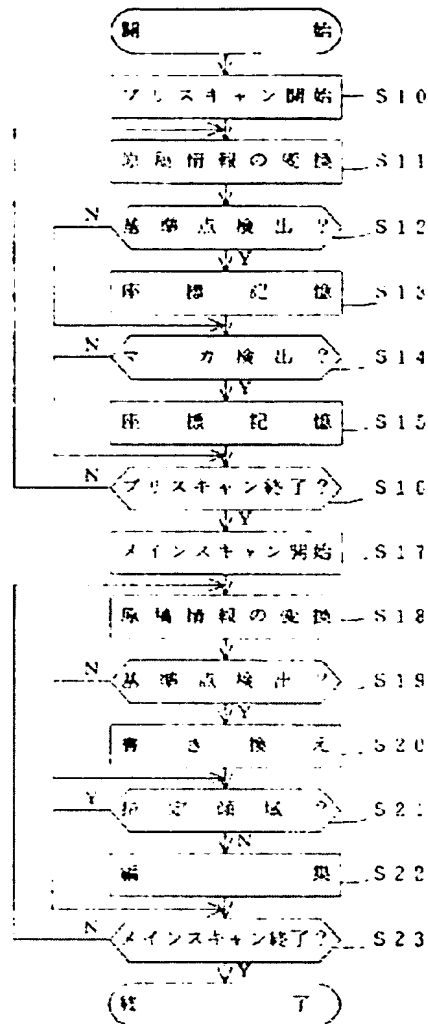 開始
プリスキャン開始 S10
原稿情報の変換 S11
N 基準点検出? S12
Y
座標記憶 S13
N マーカ検出? S14
Y
座標記憶 S15
N プリスキャン終了? S16
Y
メインスキャン開始 S17
原稿情報の変換 S18
N 基準点検出? S19
Y
書き換え S20
Y 指定領域? S21
N
編集 S22
N メインスキャン終了? S23
Y
終了